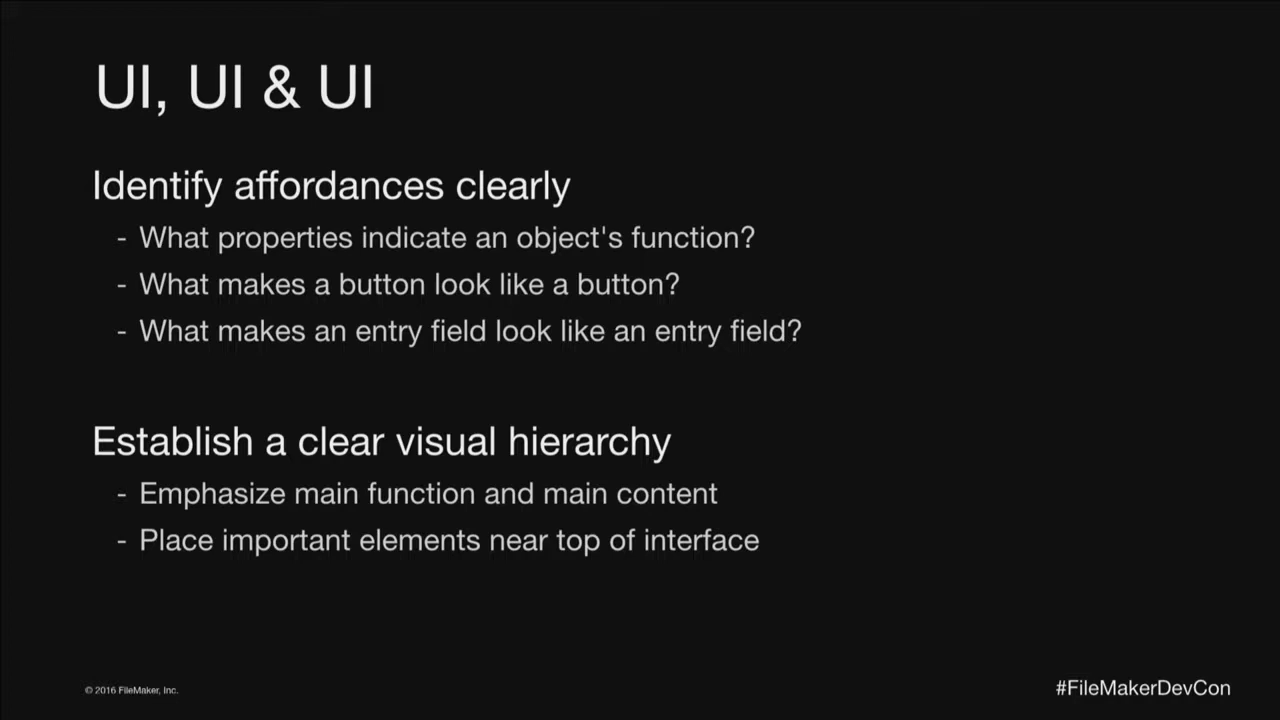 UI, UI & UI
Identify affordances clearly
- What properties indicate an object's function?
- What makes a button look like a button?
- What makes an entry field look like an entry field?
Establish a clear visual hierarchy
- Emphasize main function and main content
- Place important elements near top of interface
© 2016 FileMaker, Inc.
#FileMakerDevCon